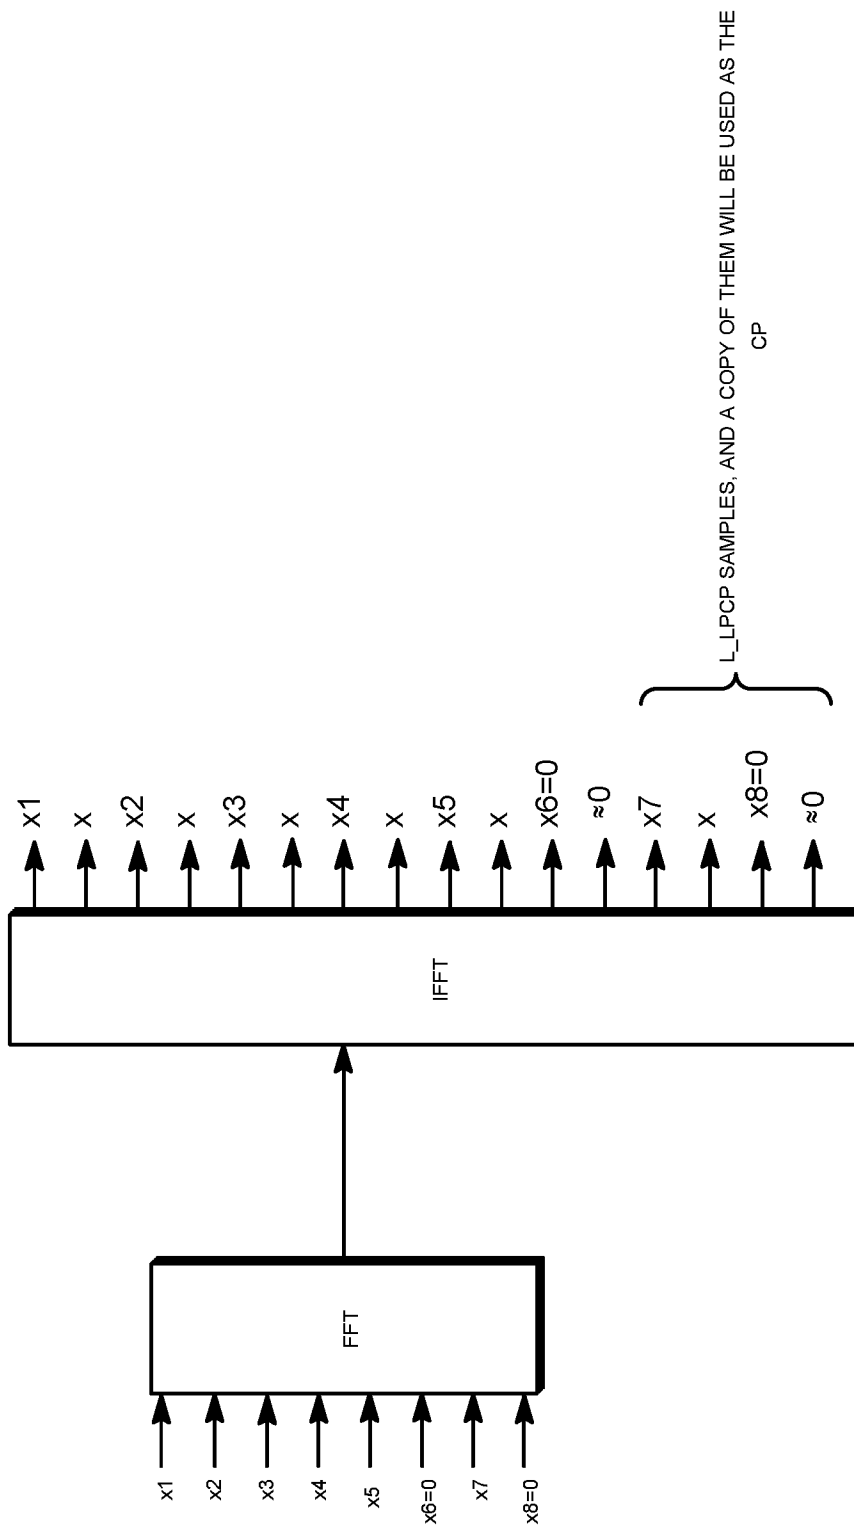 x1
x2
x3
x4
x5
x6=0
x7
x8=0
FFT
IFFT
x1
x
x2
x
x3
x
x4
x
x5
x
x6=0
≈0
x7
x
x8=0
≈0
L_LPCP SAMPLES, AND A COPY OF THEM WILL BE USED AS THE
CP